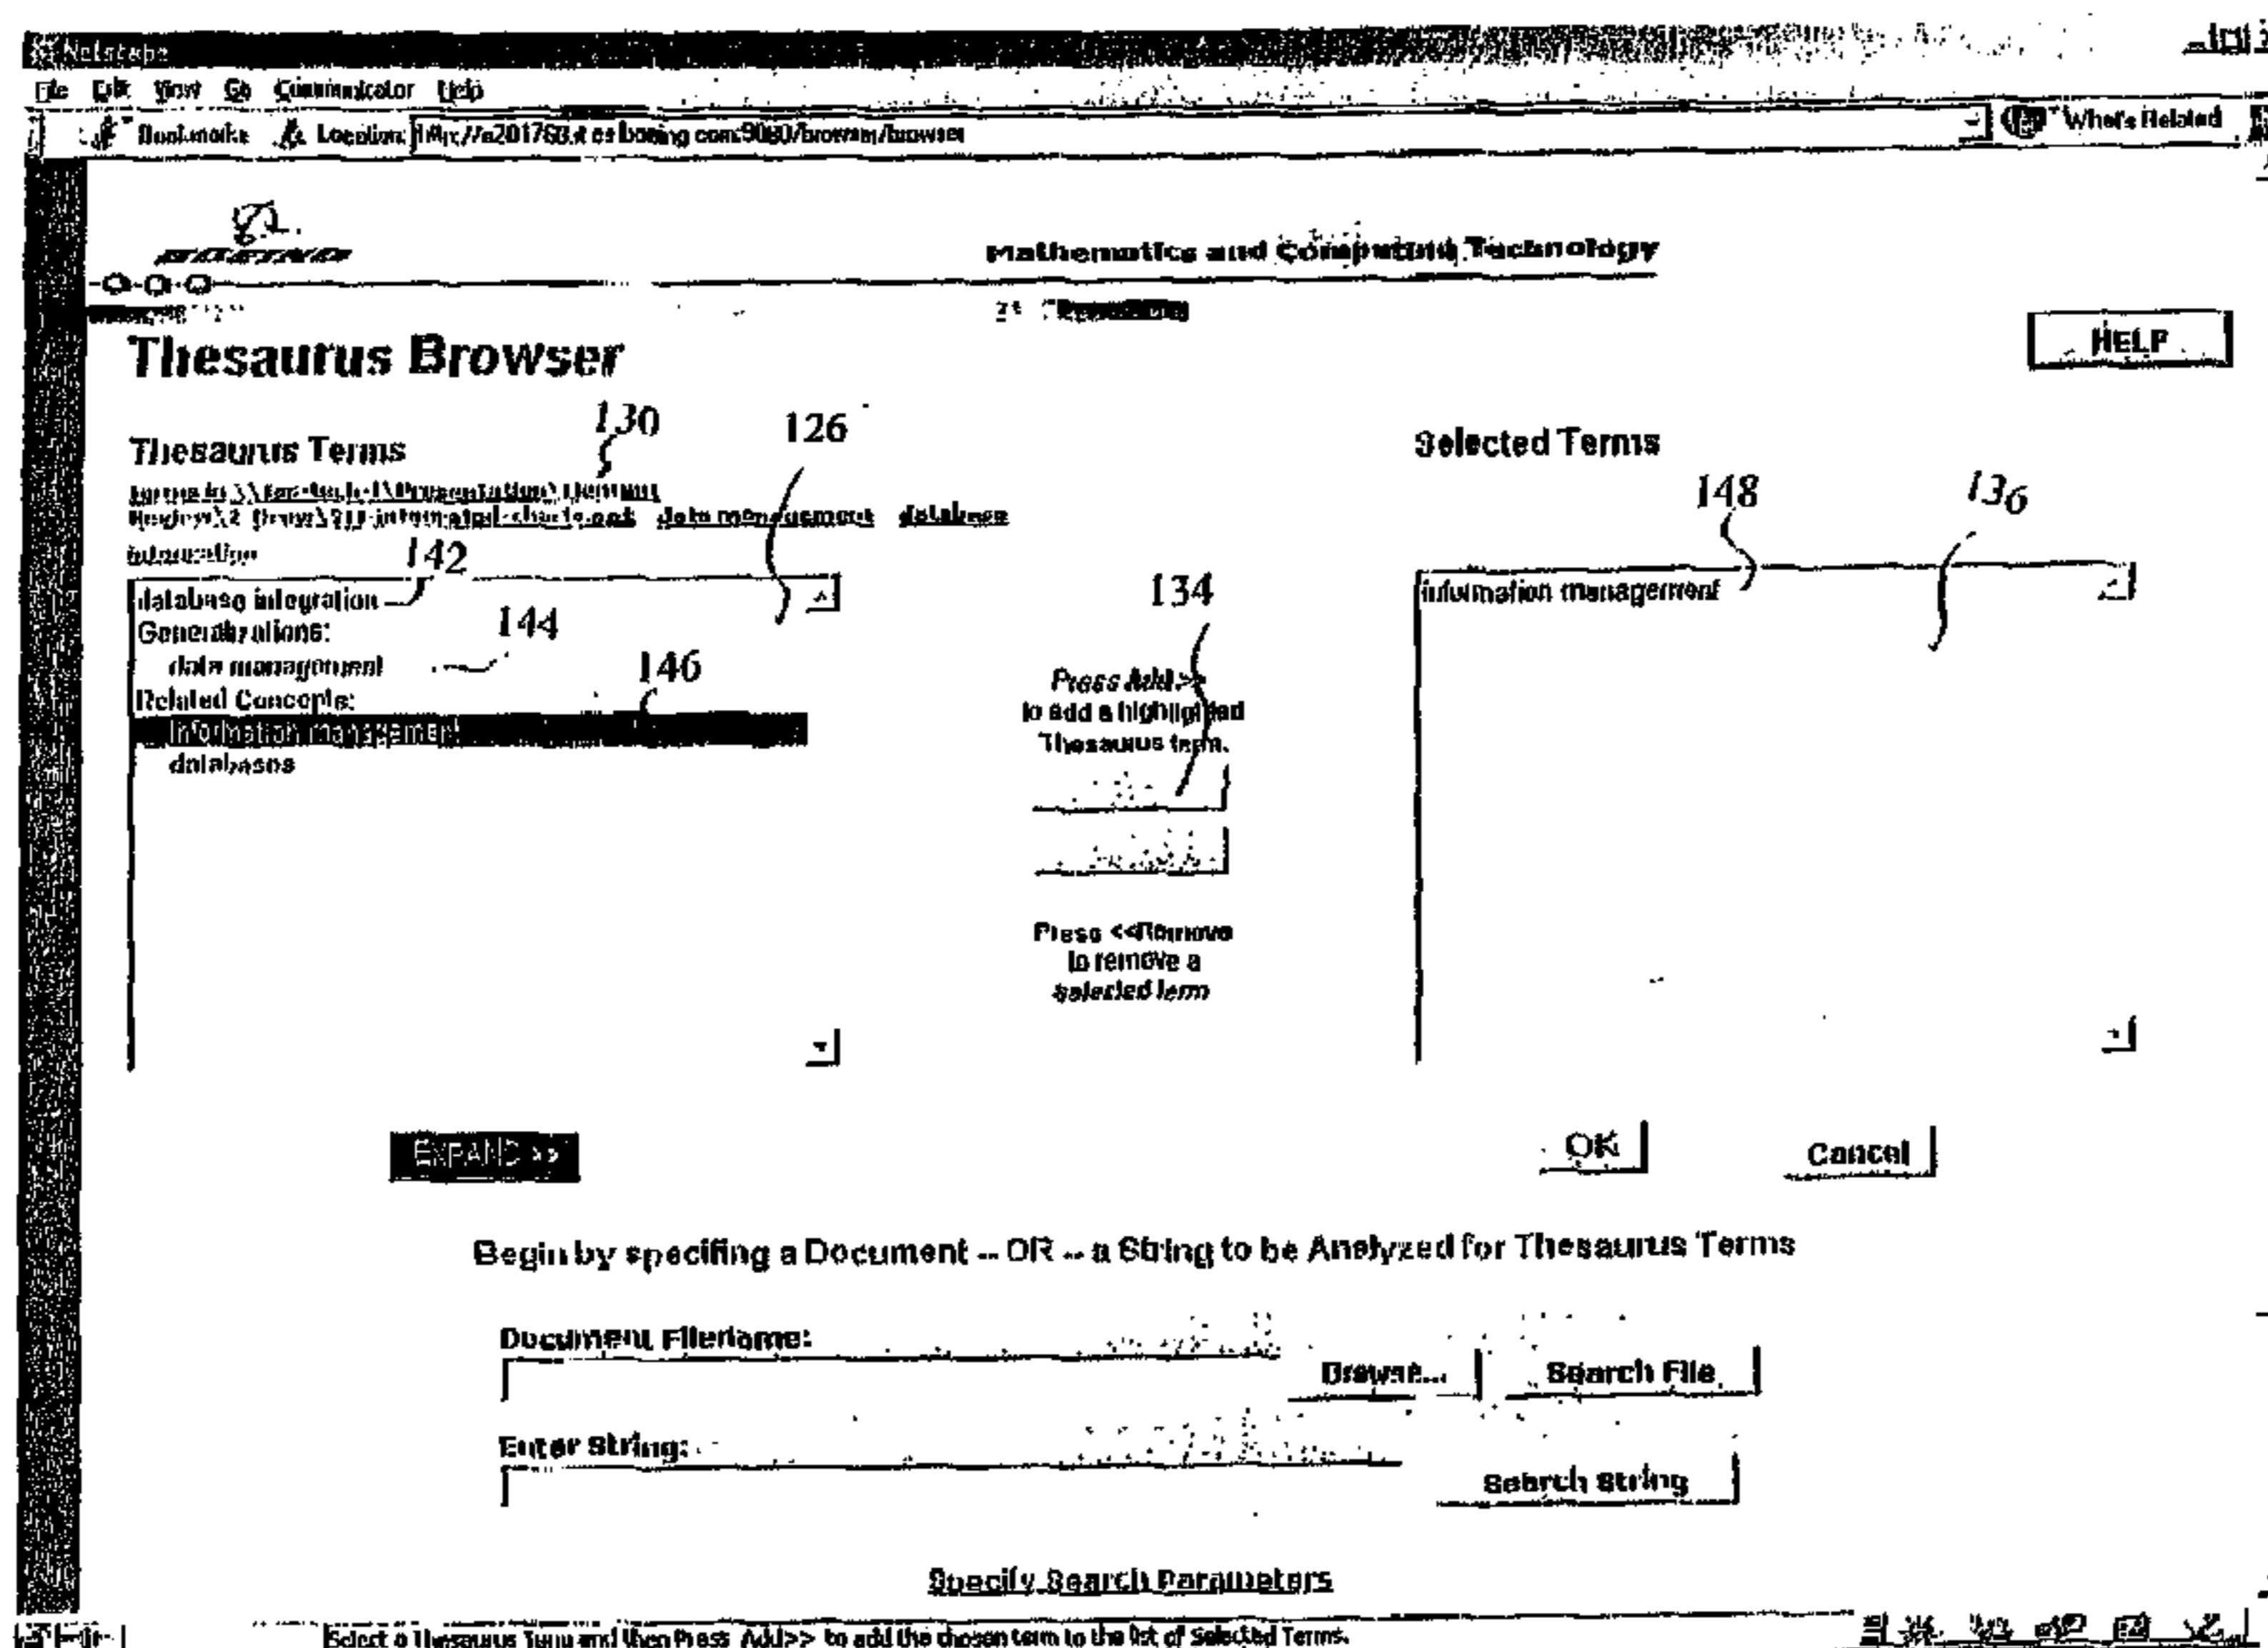 Netscape
File Edit View Go Communicator Help
Bookmarks Location: What's Related
BOEING
Mathematics and Computing Technology
Thesaurus Browser
HELP
130
126
Thesaurus Terms
Selected Terms
data management database
148
136
integration
142
database integration
134
information management
Generalizations:
144
data management
146
Related Concepts:
information management
databases
Press Add>>
to add a highlighted
Thesaurus term.
Press <<Remove
to remove a
selected term
EXPAND >>
OK
Cancel
Begin by specifing a Document -- OR -- a String to be Analyzed for Thesaurus Terms
Document Filename:
Browse...
Search File
Enter String:
Search String
Specify Search Parameters
Select a Thesaurus Term and then Press Add>> to add the chosen term to the list of Selected Terms.